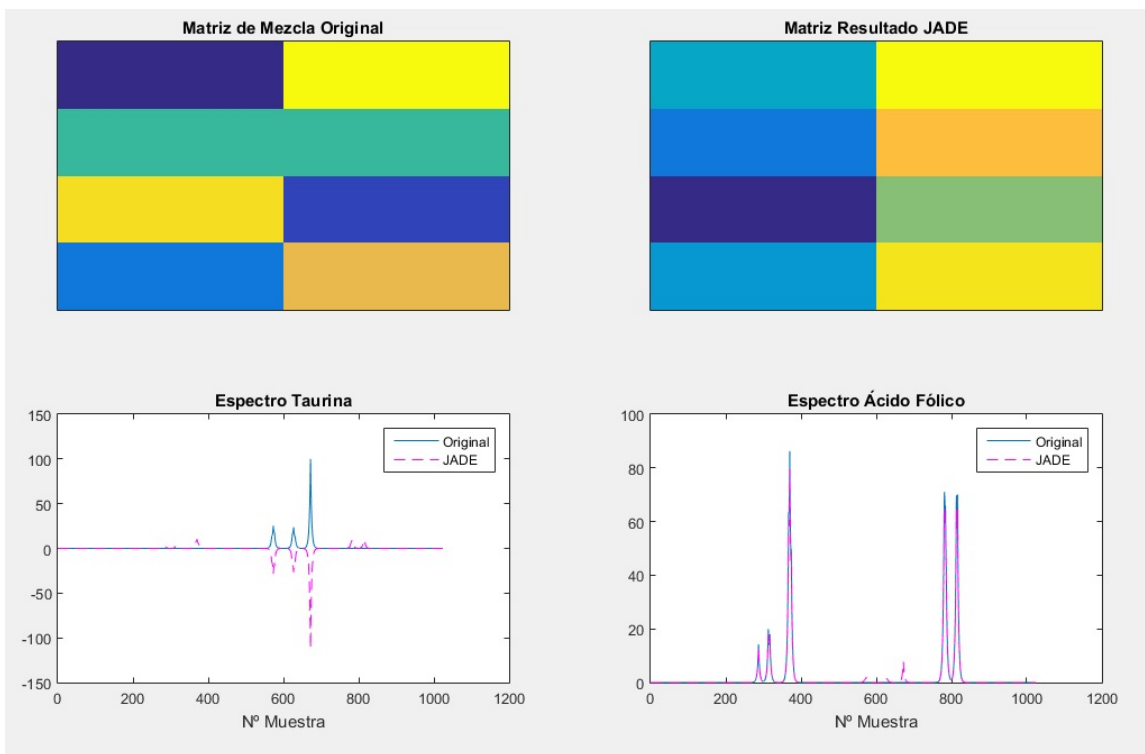 Matriz de Mezcla Original
Matriz Resultado JADE
Espectro Taurina
150
100
50
0
-50
-100
-150
0
200
400
600
800
1000
1200
Nº Muestra
Original
JADE
Espectro Ácido Fólico
100
80
60
40
20
0
0
200
400
600
800
1000
1200
Nº Muestra
Original
JADE